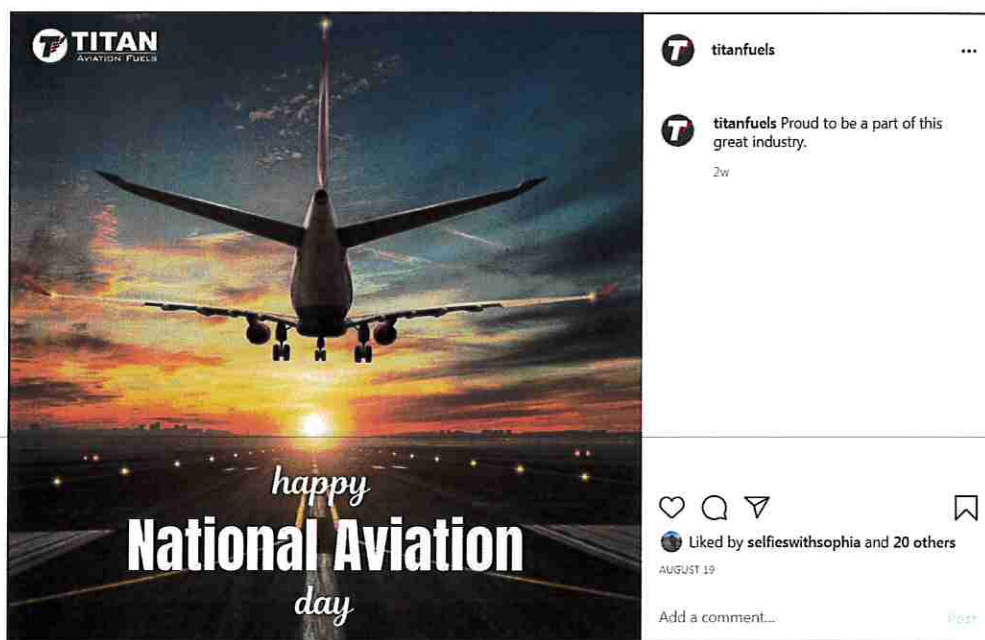 TITAN
AVIATION FUELS
happy
National Aviation
day
titanfuels
titanfuels Proud to be a part of this
great industry.
2w
Liked by selfieswithsophia and 20 others
AUGUST 19
Add a comment...
Post